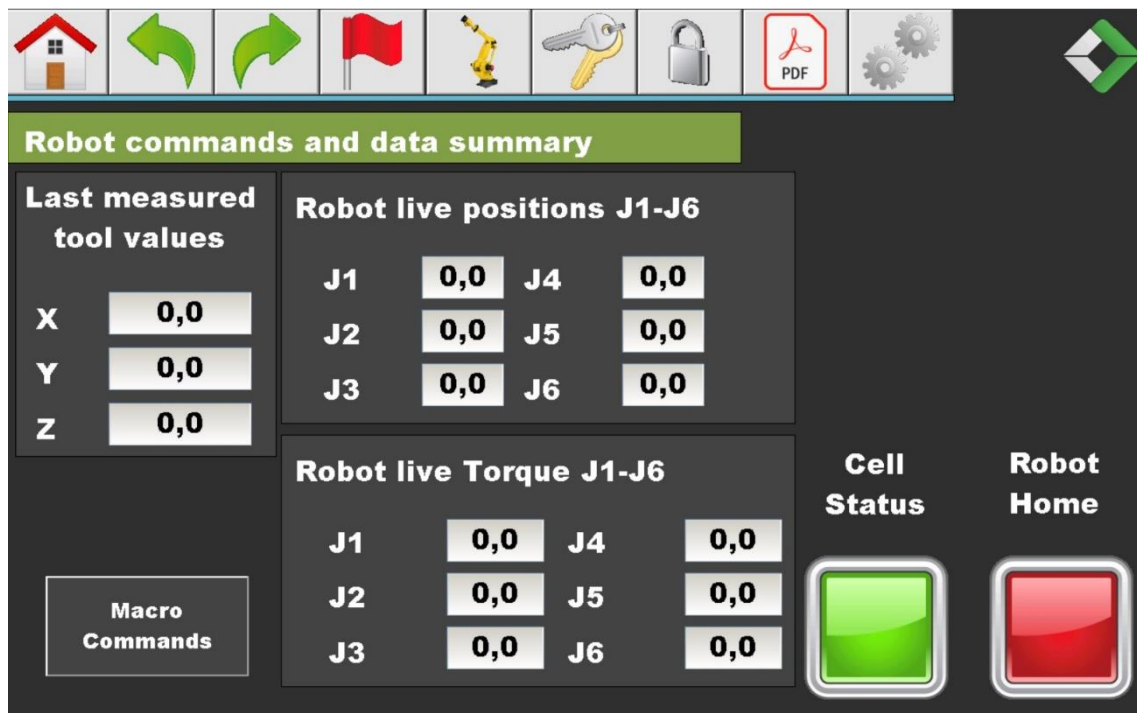 PDF
Robot commands and data summary
Last measured
tool values
X 0,0
Y 0,0
Z 0,0
Robot live positions J1-J6
J1 0,0 J4 0,0
J2 0,0 J5 0,0
J3 0,0 J6 0,0
Robot live Torque J1-J6
J1 0,0 J4 0,0
J2 0,0 J5 0,0
J3 0,0 J6 0,0
Macro
Commands
Cell
Status
Robot
Home